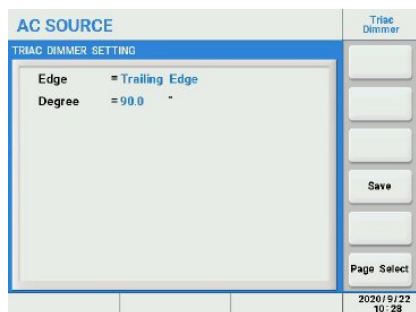 AC SOURCE
Triac
Dimmer
TRIAC DIMMER SETTING
Edge = Trailing Edge
Degree = 90.0 °
Save
Page Select
2020/9/22
10:28